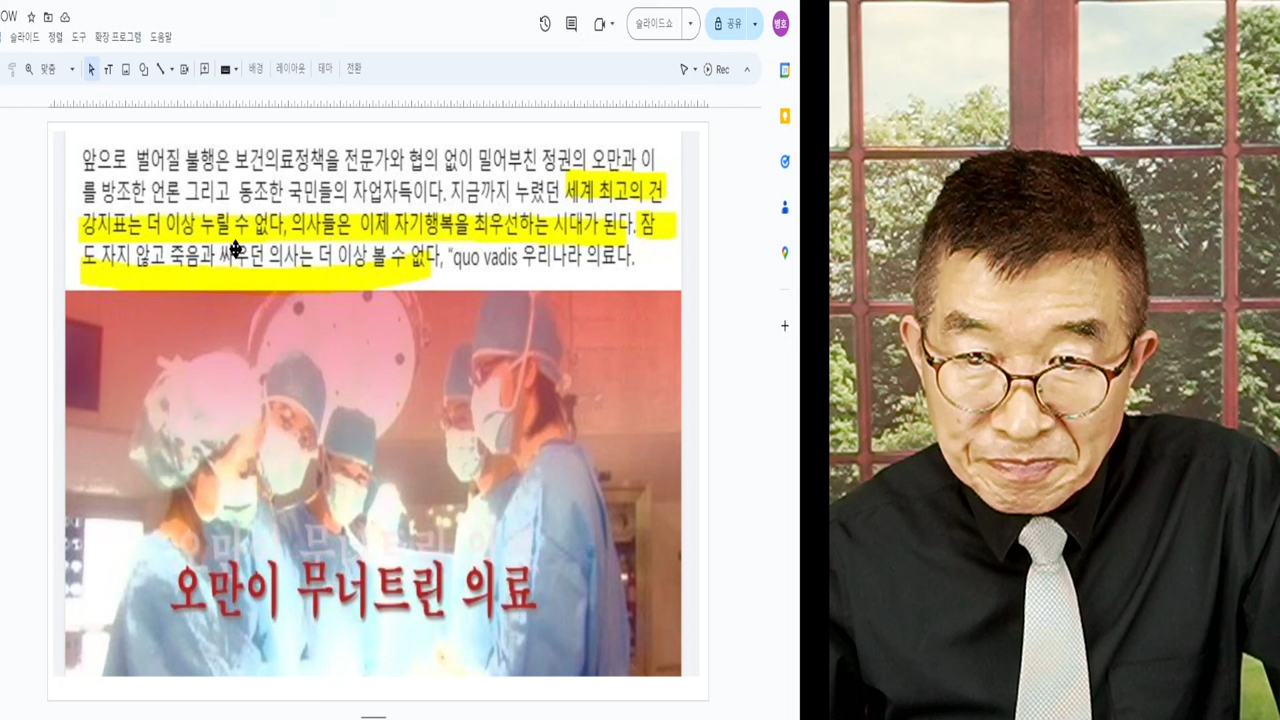 OW
슬라이드 정렬 도구 확장 프로그램 도움말
슬라이드쇼
공유
병호
맞춤
배경 레이아웃 테마 전환
Rec
앞으로 벌어질 불행은 보건의료정책을 전문가와 협의 없이 밀어부친 정권의 오만과 이
를 방조한 언론 그리고 동조한 국민들의 자업자득이다. 지금까지 누렸던 세계 최고의 건
강지표는 더 이상 누릴 수 없다, 의사들은 이제 자기행복을 최우선하는 시대가 된다. 잠
도 자지 않고 죽음과 싸우던 의사는 더 이상 볼 수 없다, “quo vadis 우리나라 의료다.
오만이 무너트린 의료